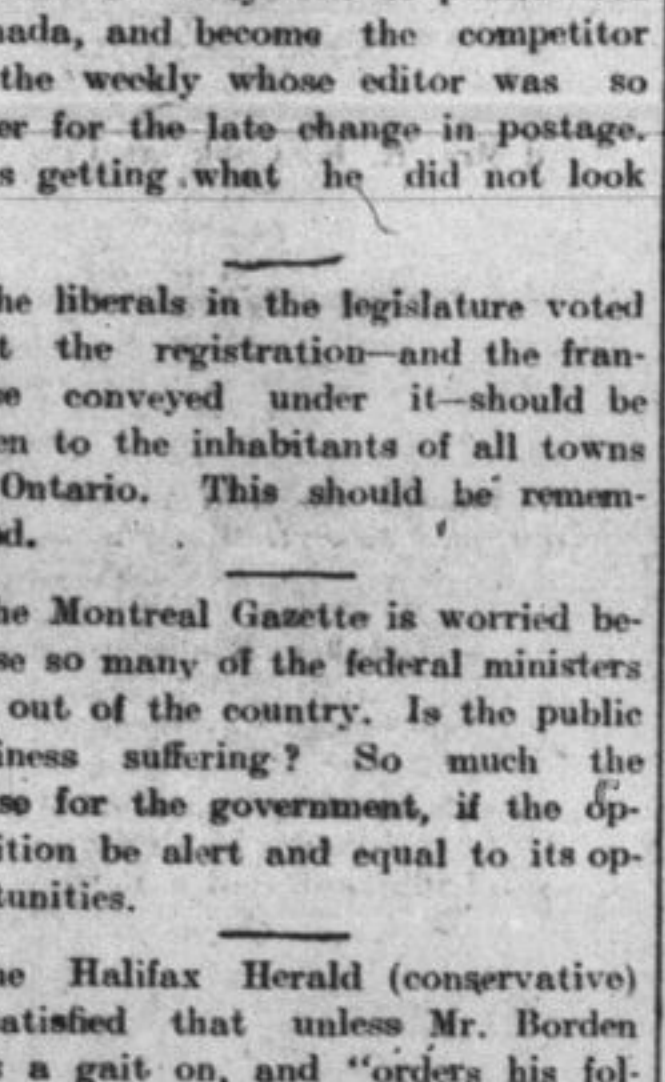 nada, and become the competitor
the weekly whose editor was so
er for the late change in postage.
s getting what he did not look
he liberals in the legislature voted
t the registration—and the fran-
e conveyed under it—should be
en to the inhabitants of all towns
Ontario. This should be remem-
d.
he Montreal Gazette is worried be-
se so many of the federal ministers
out of the country. Is the public
iness suffering? So much the
se for the government, if the op-
ition be alert and equal to its op-
tunities.
e Halifax Herald (conservative)
atisfied that unless Mr. Borden
a gait on, and "orders his fol-